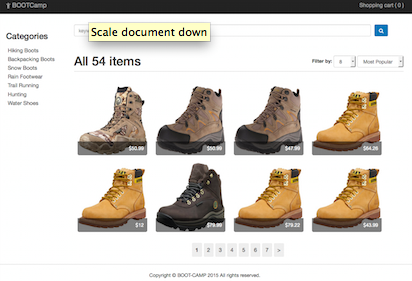 BOOTCamp
Shopping cart ( 0 )
Scale document down
Categories
Hiking Boots
Backpacking Boots
Snow Boots
Rain Footwear
Trail Running
Hunting
Water Shoes
All 54 items
Filter by:
8
Most Popular
$50.99
$50.99
$47.99
$64.26
$12
$79.99
$79.22
$43.99
1 2 3 4 5 6 7 >
Copyright © BOOT-CAMP 2015 All rights reserved.